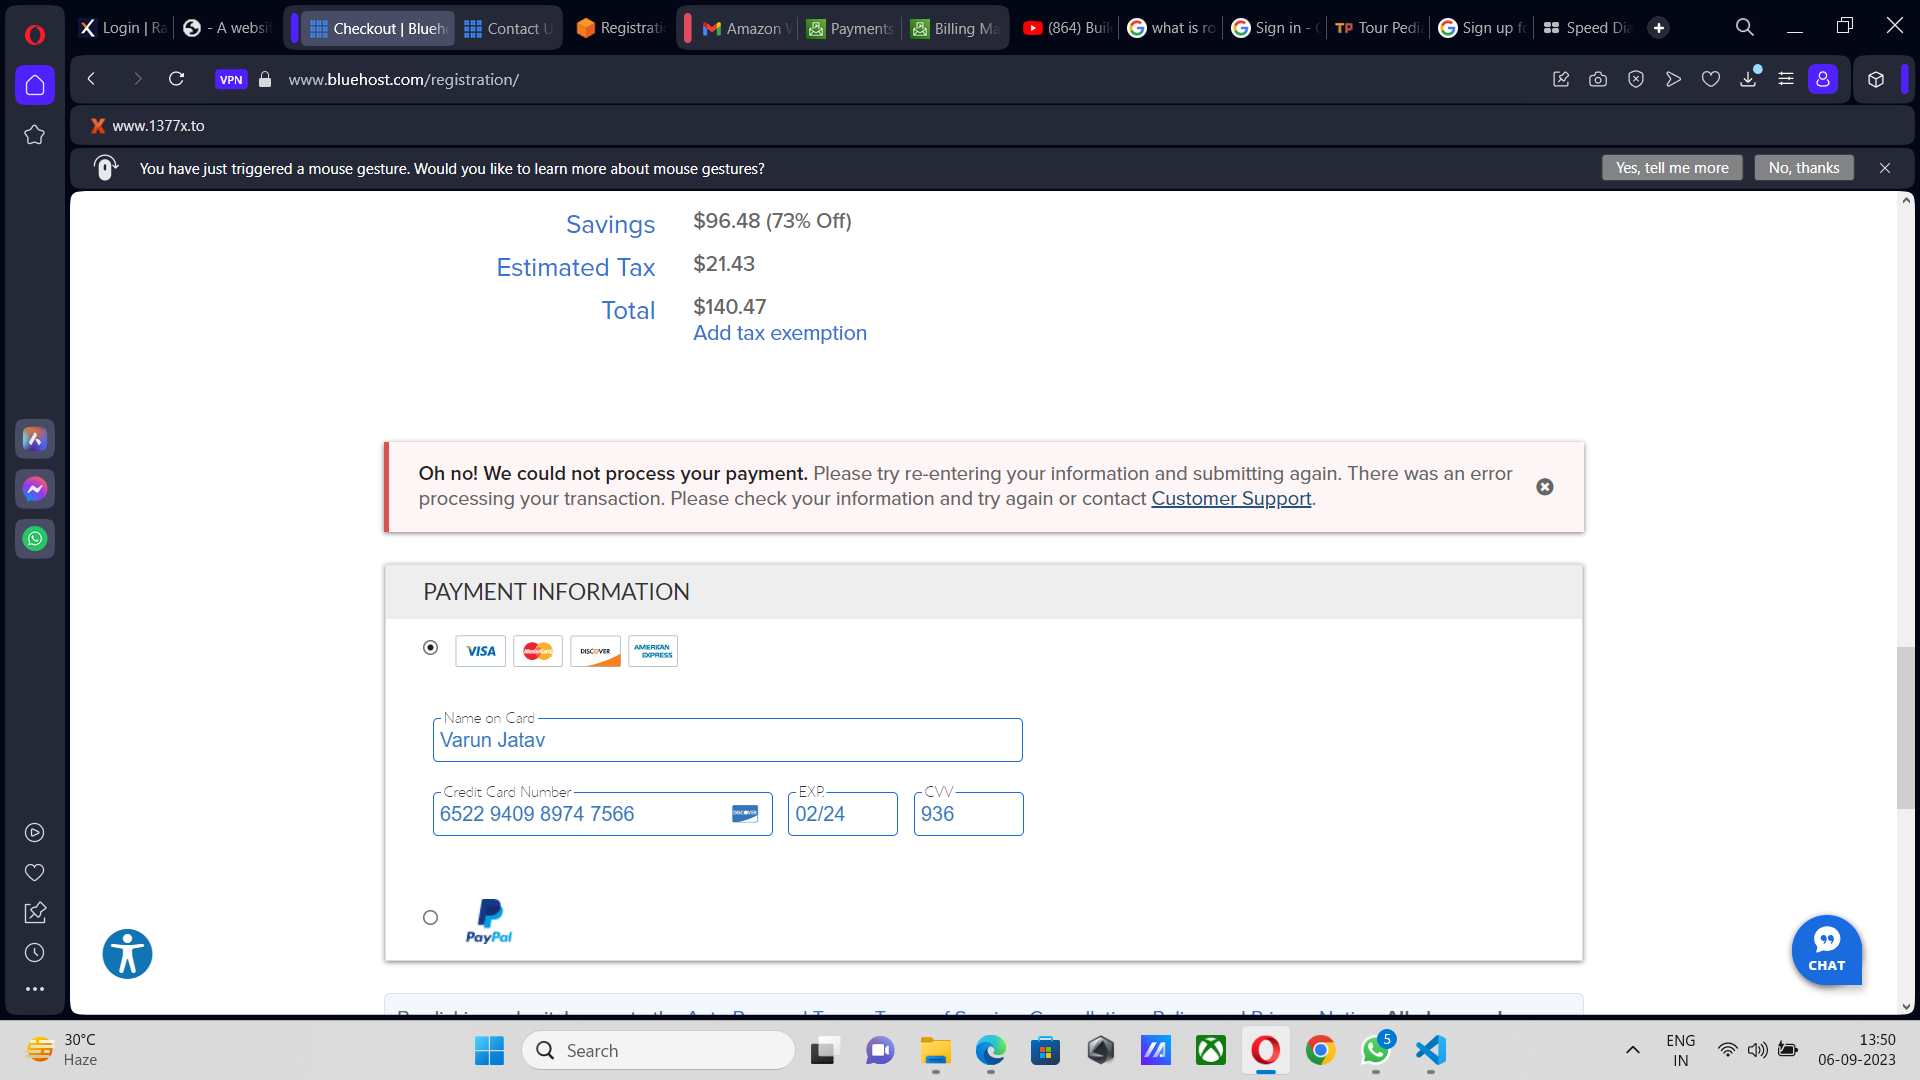 Login | Ra
- A websit
Checkout | Blueho
Contact U
Registratio
Amazon V
Payments
Billing Ma
(864) Buil
what is ro
Sign in - G
TP Tour Pedia
Sign up fo
Speed Dia
VPN
www.bluehost.com/registration/
www.1377x.to
You have just triggered a mouse gesture. Would you like to learn more about mouse gestures?
Yes, tell me more
No, thanks
Savings $96.48 (73% Off)
Estimated Tax $21.43
Total $140.47
Add tax exemption
Oh no! We could not process your payment. Please try re-entering your information and submitting again. There was an error
processing your transaction. Please check your information and try again or contact Customer Support.
PAYMENT INFORMATION
VISA MasterCard DISCOVER AMERICAN EXPRESS
Name on Card
Varun Jatav
Credit Card Number EXP. CVV
6522 9409 8974 7566 DISCOVER 02/24 936
PayPal
CHAT
30°C
Haze
Search
5
ENG
IN
13:50
06-09-2023